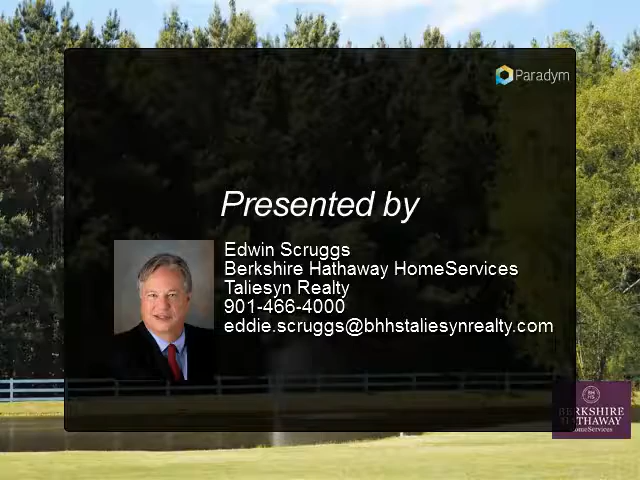 Paradym
Presented by
Edwin Scruggs
Berkshire Hathaway HomeServices
Taliesyn Realty
901-466-4000
eddie.scruggs@bhhstaliesynrealty.com
BERKSHIRE
HATHAWAY
HomeServices